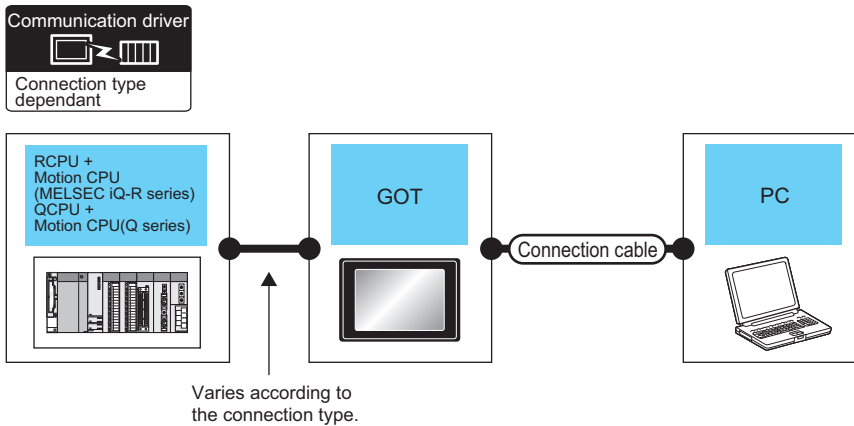 Communication driver
Connection type
dependant
RCPU +
Motion CPU
(MELSEC iQ-R series)
QCPU +
Motion CPU(Q series)
GOT
Connection cable
PC
Varies according to
the connection type.